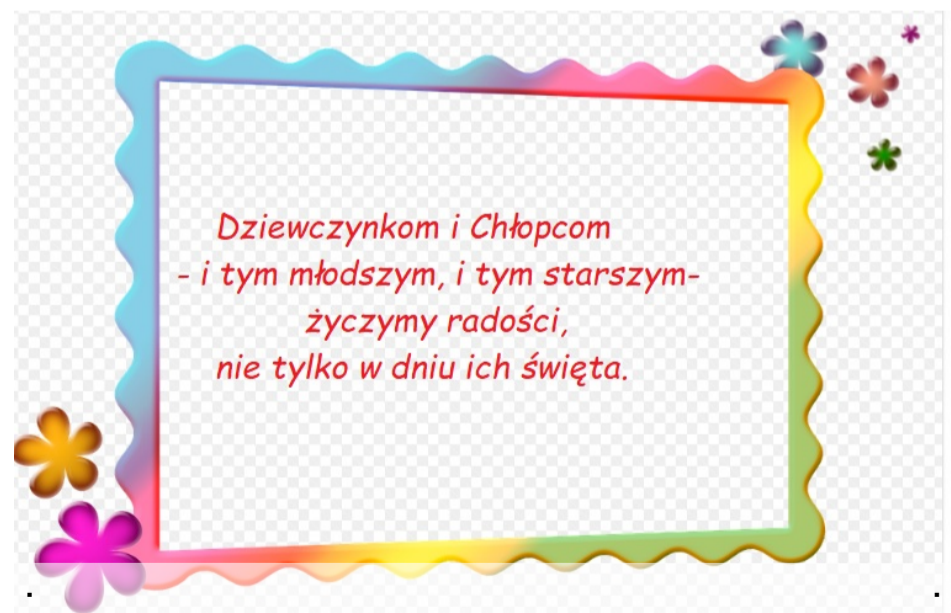 Dziewczynkom i Chłopcom
- i tym młodszym, i tym starszym-
życzymy radości,
nie tylko w dniu ich święta.